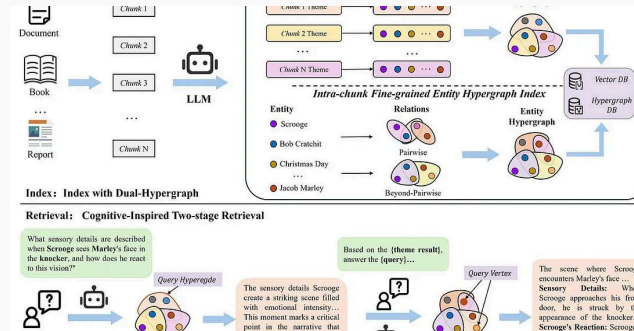 Document
Book
...
Report
Chunk 1
Chunk 2
Chunk 3
...
Chunk N
LLM
Chunk 1 Theme
Chunk 2 Theme
...
Chunk N Theme
Vector DB
Hypergraph
DB
Intra-chunk Fine-grained Entity Hypergraph Index
Entity
Scrooge
Bob Cratchit
Christmas Day
...
Jacob Marley
Relations
Pairwise
Beyond-Pairwise
Entity
Hypergraph
Index: Index with Dual-Hypergraph
Retrieval: Cognitive-Inspired Two-stage Retrieval
What sensory details are described
when Scrooge sees Marley's face in
the knocker, and how does he react
to this vision?"
Query Hyperegde
The sensory details Scrooge
create a striking scene filled
with emotional intensity...
This moment marks a critical
point in the narrative that
Based on the {theme result},
answer the {query}...
Query Vertex
The scene where Scroog
encounters Marley's face ...
Sensory Details: Whe
Scrooge approaches his fro
door, he is struck by th
appearance of the knocker.
Scrooge's Reaction: Scroog